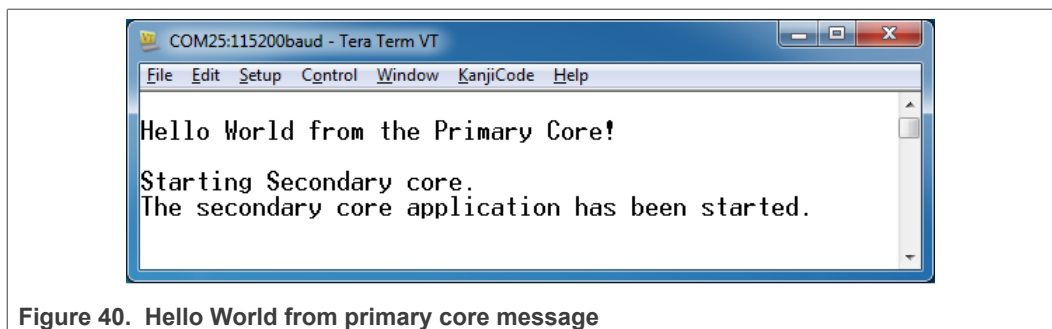 COM25:115200baud - Tera Term VT
File Edit Setup Control Window KanjiCode Help
Hello World from the Primary Core!
Starting Secondary core.
The secondary core application has been started.
Figure 40. Hello World from primary core message